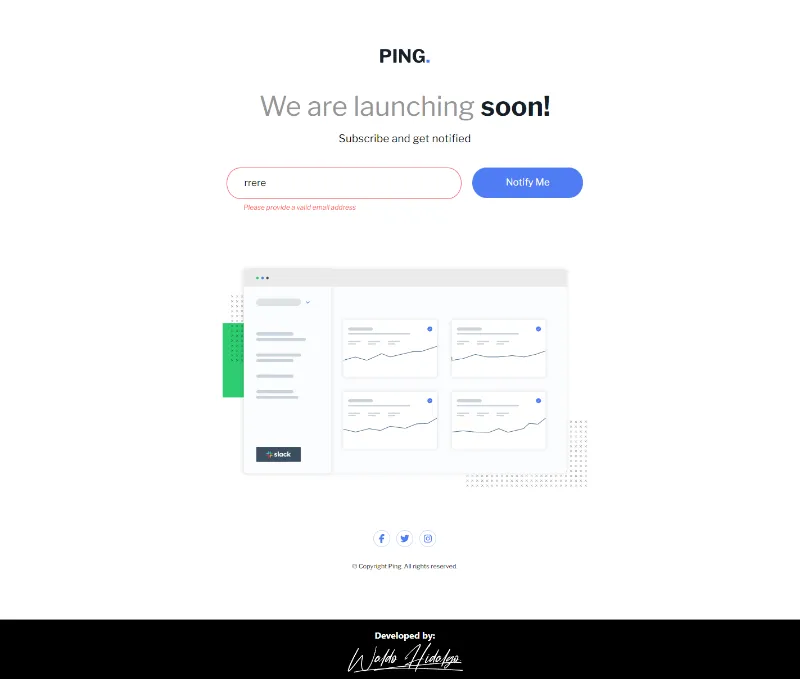 PING.
We are launching soon!
Subscribe and get notified
rrere
Notify Me
Please provide a valid email address
slack
© Copyright Ping. All rights reserved.
Developed by:
Waldo Hidalgo